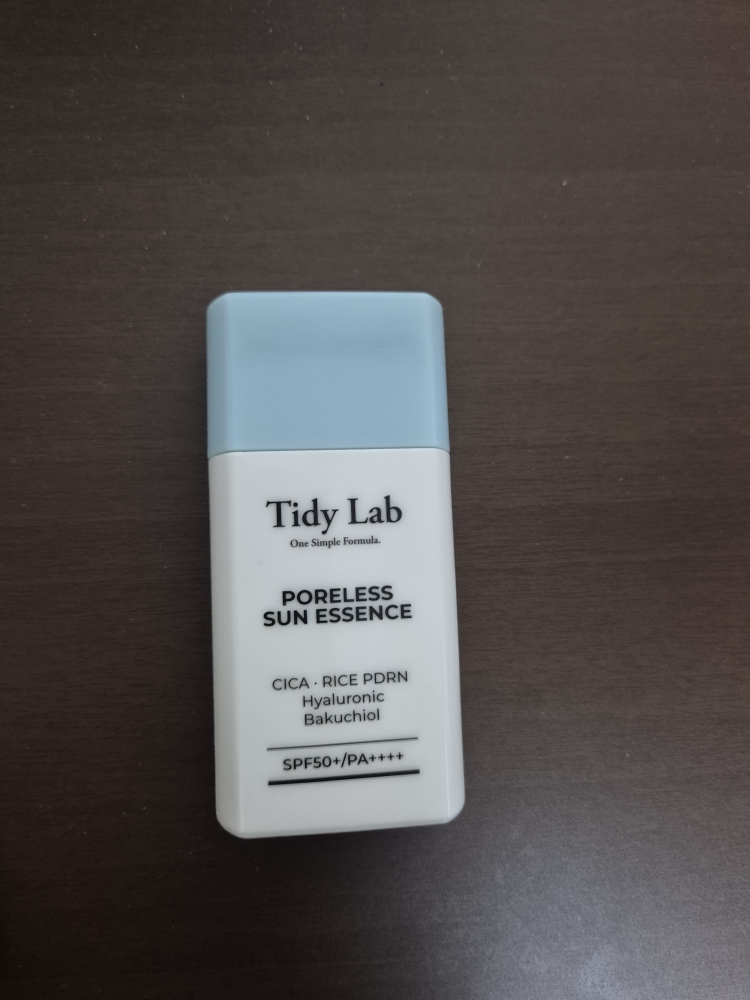 Tidy Lab
One Simple Formula.
PORELESS
SUN ESSENCE
CICA · RICE PDRN
Hyaluronic
Bakuchiol
SPF50+/PA++++